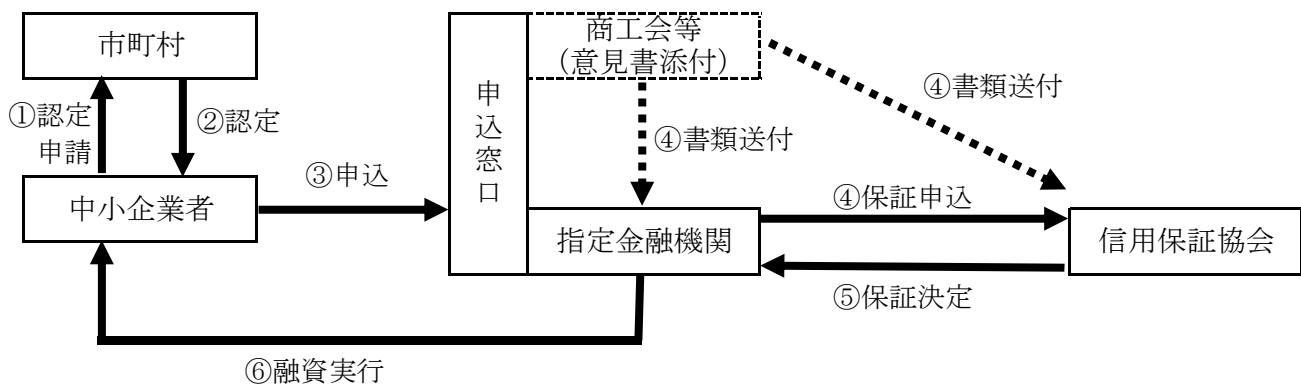 市町村
商工会等
(意見書添付)
④書類送付
①認定
申請
②認定
申込窓口
④書類送付
③申込
中小企業者
④保証申込
指定金融機関
信用保証協会
⑤保証決定
⑥融資実行